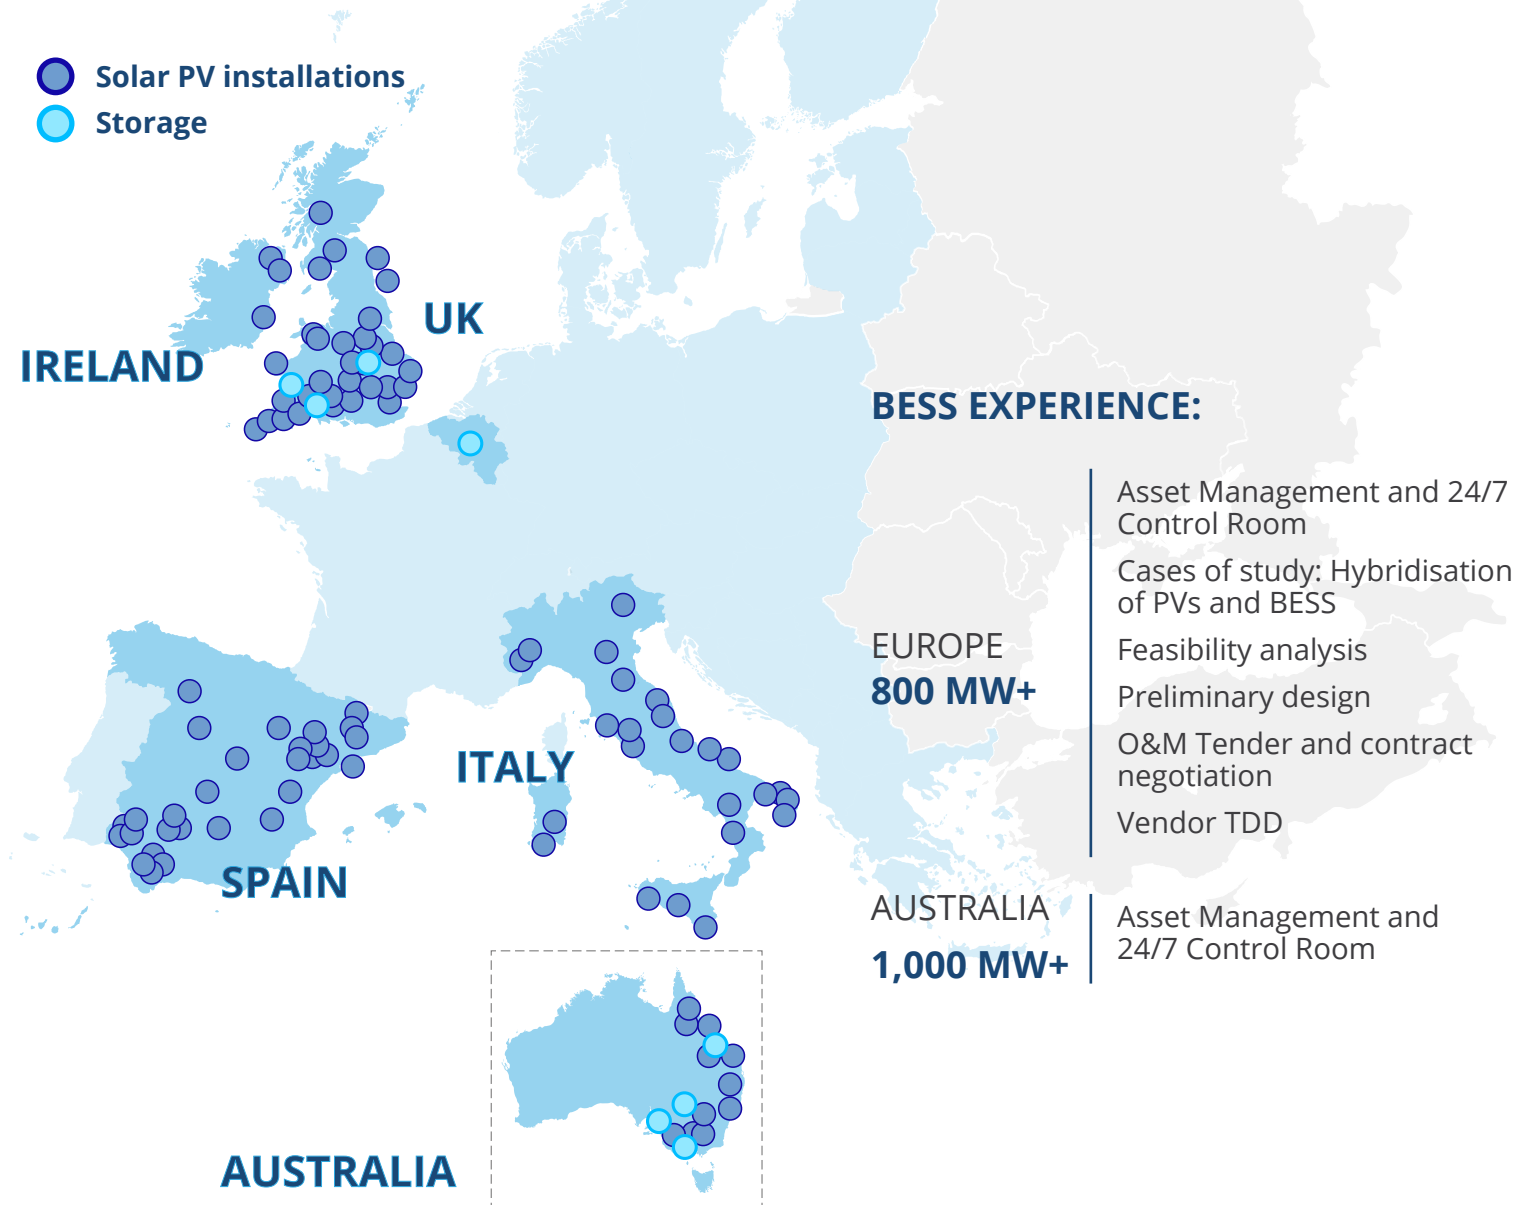 Solar PV installations
Storage
UK
IRELAND
ITALY
SPAIN
AUSTRALIA
BESS EXPERIENCE:
EUROPE
800 MW+
Asset Management and 24/7
Control Room
Cases of study: Hybridisation
of PVs and BESS
Feasibility analysis
Preliminary design
O&M Tender and contract
negotiation
Vendor TDD
AUSTRALIA
1,000 MW+
Asset Management and
24/7 Control Room